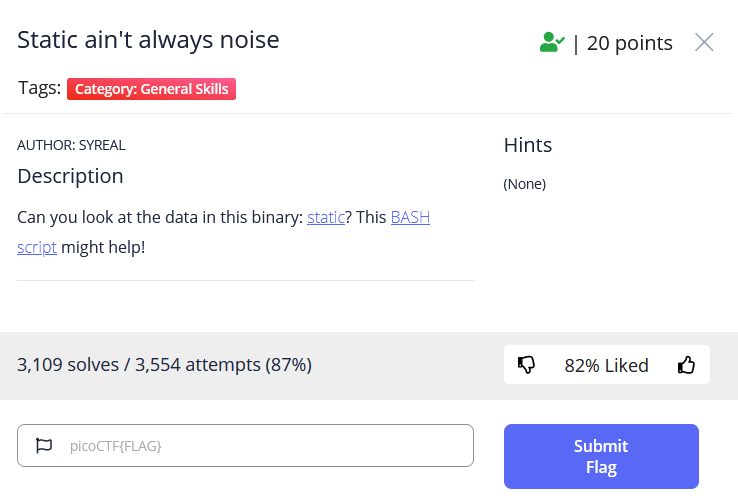 Static ain't always noise
| 20 points
Tags: Category: General Skills
AUTHOR: SYREAL
Description
Can you look at the data in this binary: static? This BASH
script might help!
Hints
(None)
3,109 solves / 3,554 attempts (87%)
82% Liked
picoCTF{FLAG}
Submit
Flag